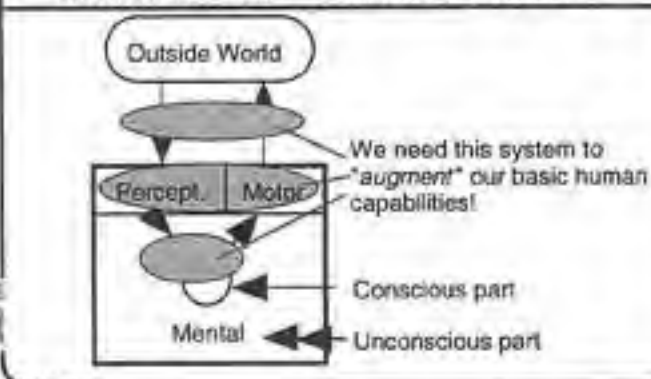 Outside World
We need this system to
"augment" our basic human
capabilities!
Percept. Motor
Conscious part
Mental
Unconscious part